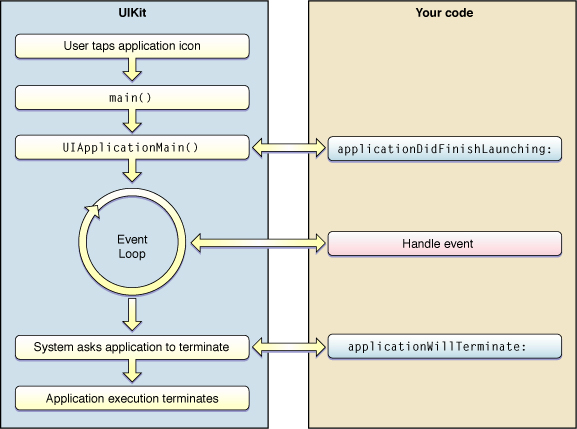 UIKit
Your code
User taps application icon
main()
UIApplicationMain()
applicationDidFinishLaunching:
Event
Loop
Handle event
System asks application to terminate
applicationWillTerminate:
Application execution terminates